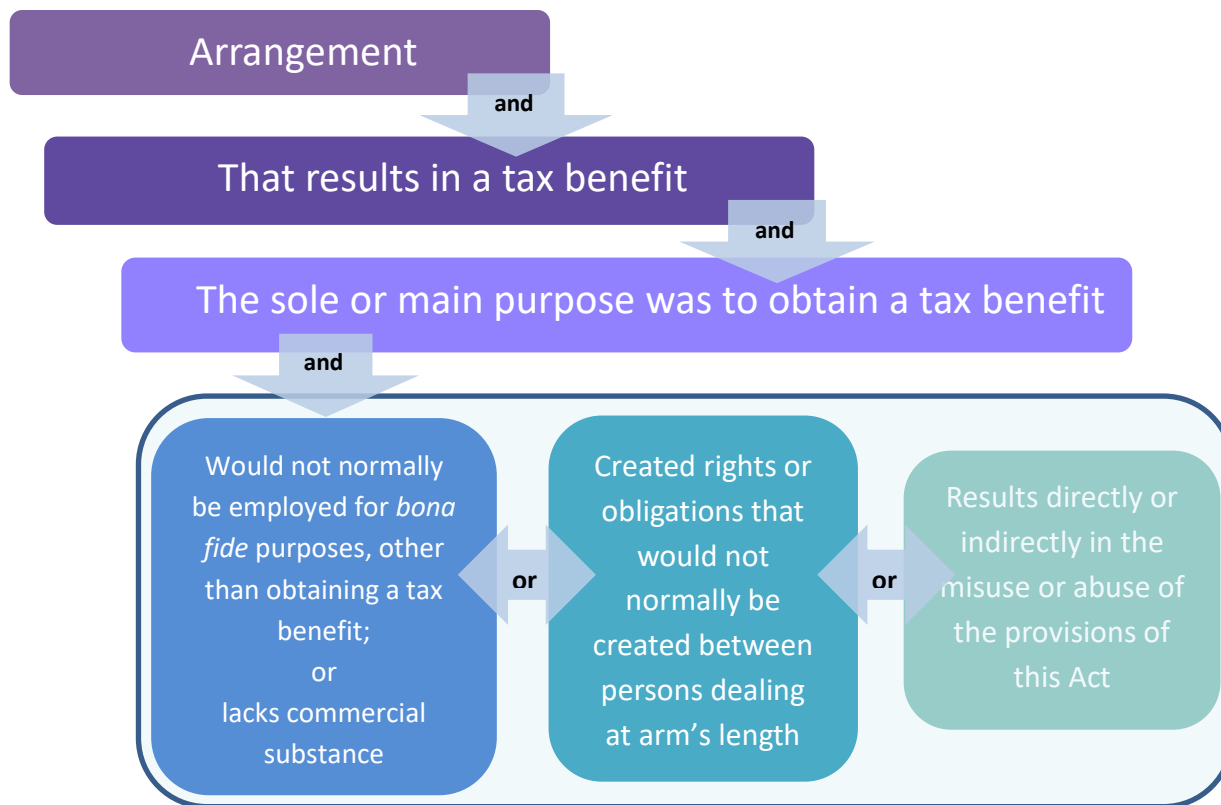 Arrangement
and
That results in a tax benefit
and
The sole or main purpose was to obtain a tax benefit
and
Would not normally
be employed for bona
fide purposes, other
than obtaining a tax
benefit;
or
lacks commercial
substance
or
Created rights or
obligations that
would not
normally be
created between
persons dealing
at arm’s length
or
Results directly or
indirectly in the
misuse or abuse of
the provisions of
this Act